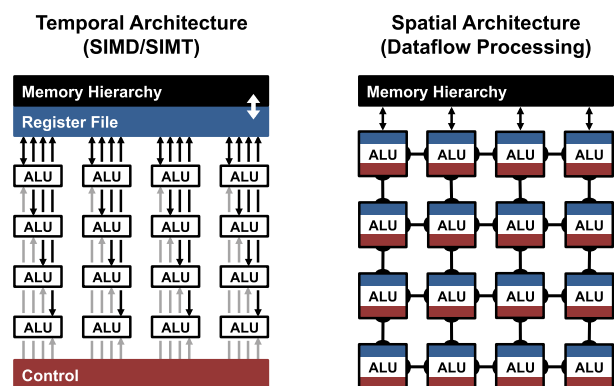 Temporal Architecture
(SIMD/SIMT)
Memory Hierarchy
Register File
ALU ALU ALU ALU
ALU ALU ALU ALU
ALU ALU ALU ALU
ALU ALU ALU ALU
Control
Spatial Architecture
(Dataflow Processing)
Memory Hierarchy
ALU ALU ALU ALU
ALU ALU ALU ALU
ALU ALU ALU ALU
ALU ALU ALU ALU